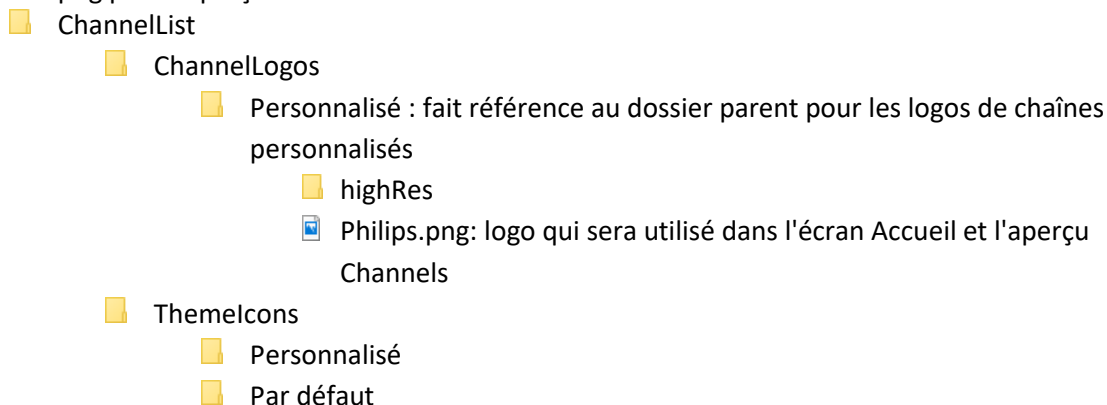 ChannelList
ChannelLogos
Personnalisé : fait référence au dossier parent pour les logos de chaînes
personnalisés
highRes
Philips.png: logo qui sera utilisé dans l'écran Accueil et l'aperçu
Channels
ThemeIcons
Personnalisé
Par défaut